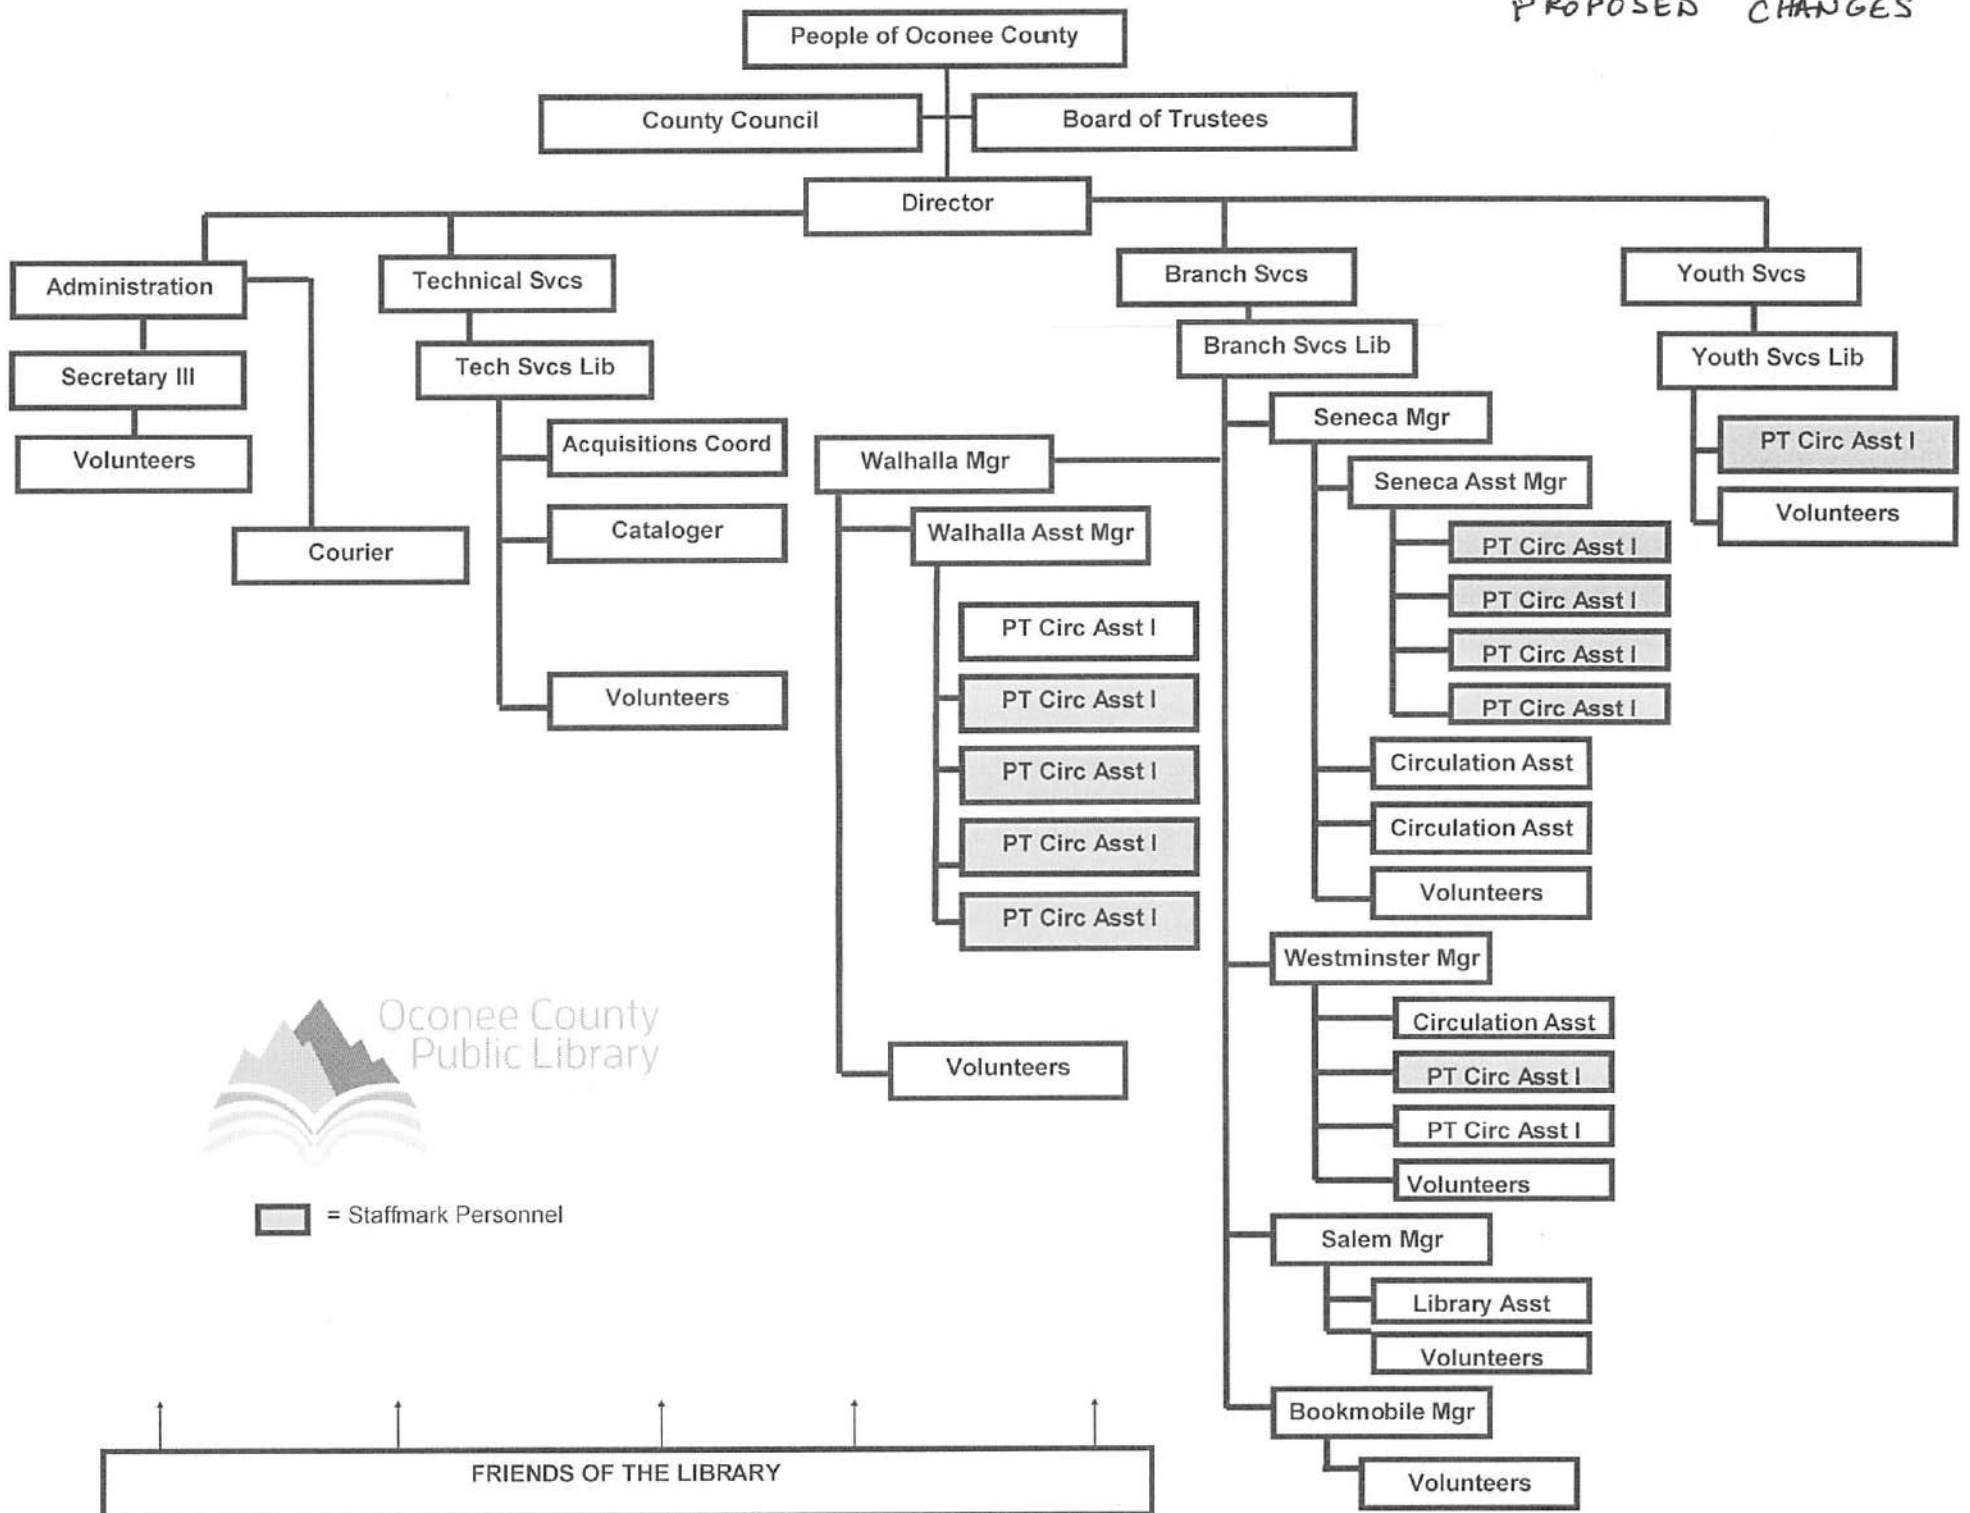 PROPOSED CHANGES
People of Oconee County
County Council
Board of Trustees
Director
Administration
Secretary III
Volunteers
Courier
Technical Svcs
Tech Svcs Lib
Acquisitions Coord
Cataloger
Volunteers
Branch Svcs
Branch Svcs Lib
Walhalla Mgr
Walhalla Asst Mgr
PT Circ Asst I
PT Circ Asst I
PT Circ Asst I
PT Circ Asst I
PT Circ Asst I
Volunteers
Seneca Mgr
Seneca Asst Mgr
PT Circ Asst I
PT Circ Asst I
PT Circ Asst I
PT Circ Asst I
Circulation Asst
Circulation Asst
Volunteers
Westminster Mgr
Circulation Asst
PT Circ Asst I
PT Circ Asst I
Volunteers
Salem Mgr
Library Asst
Volunteers
Bookmobile Mgr
Volunteers
Youth Svcs
Youth Svcs Lib
PT Circ Asst I
Volunteers
Oconee County
Public Library
= Staffmark Personnel
FRIENDS OF THE LIBRARY